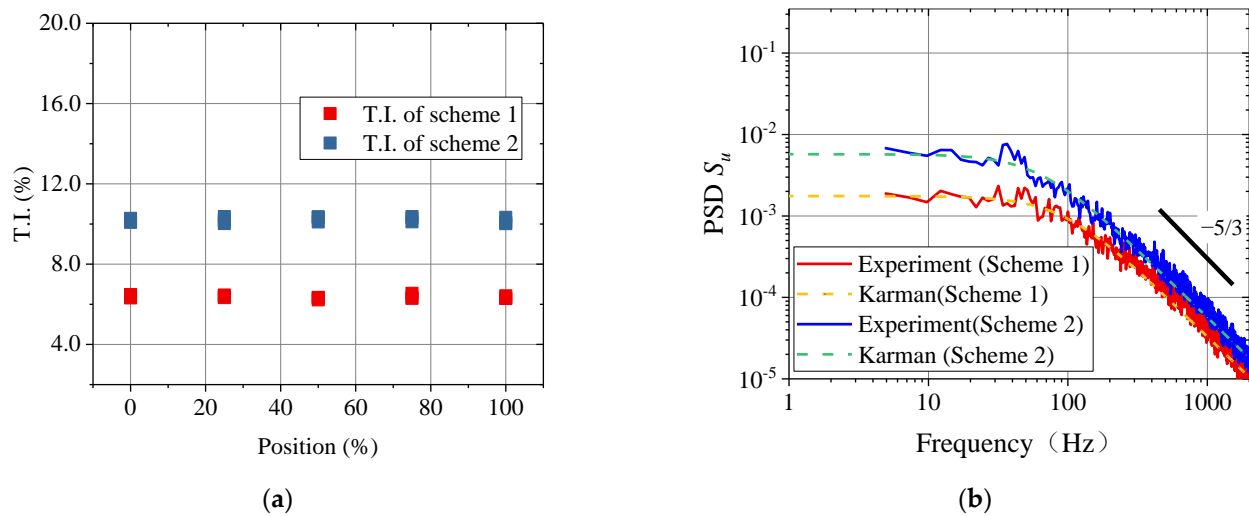 20.0
16.0
12.0
8.0
4.0
T.I. (%)
T.I. of scheme 1
T.I. of scheme 2
0 20 40 60 80 100
Position (%)
(a)
10^-1
10^-2
10^-3
10^-4
10^-5
PSD S_u
−5/3
Experiment (Scheme 1)
Karman(Scheme 1)
Experiment(Scheme 2)
Karman (Scheme 2)
1 10 100 1000
Frequency（Hz）
(b)